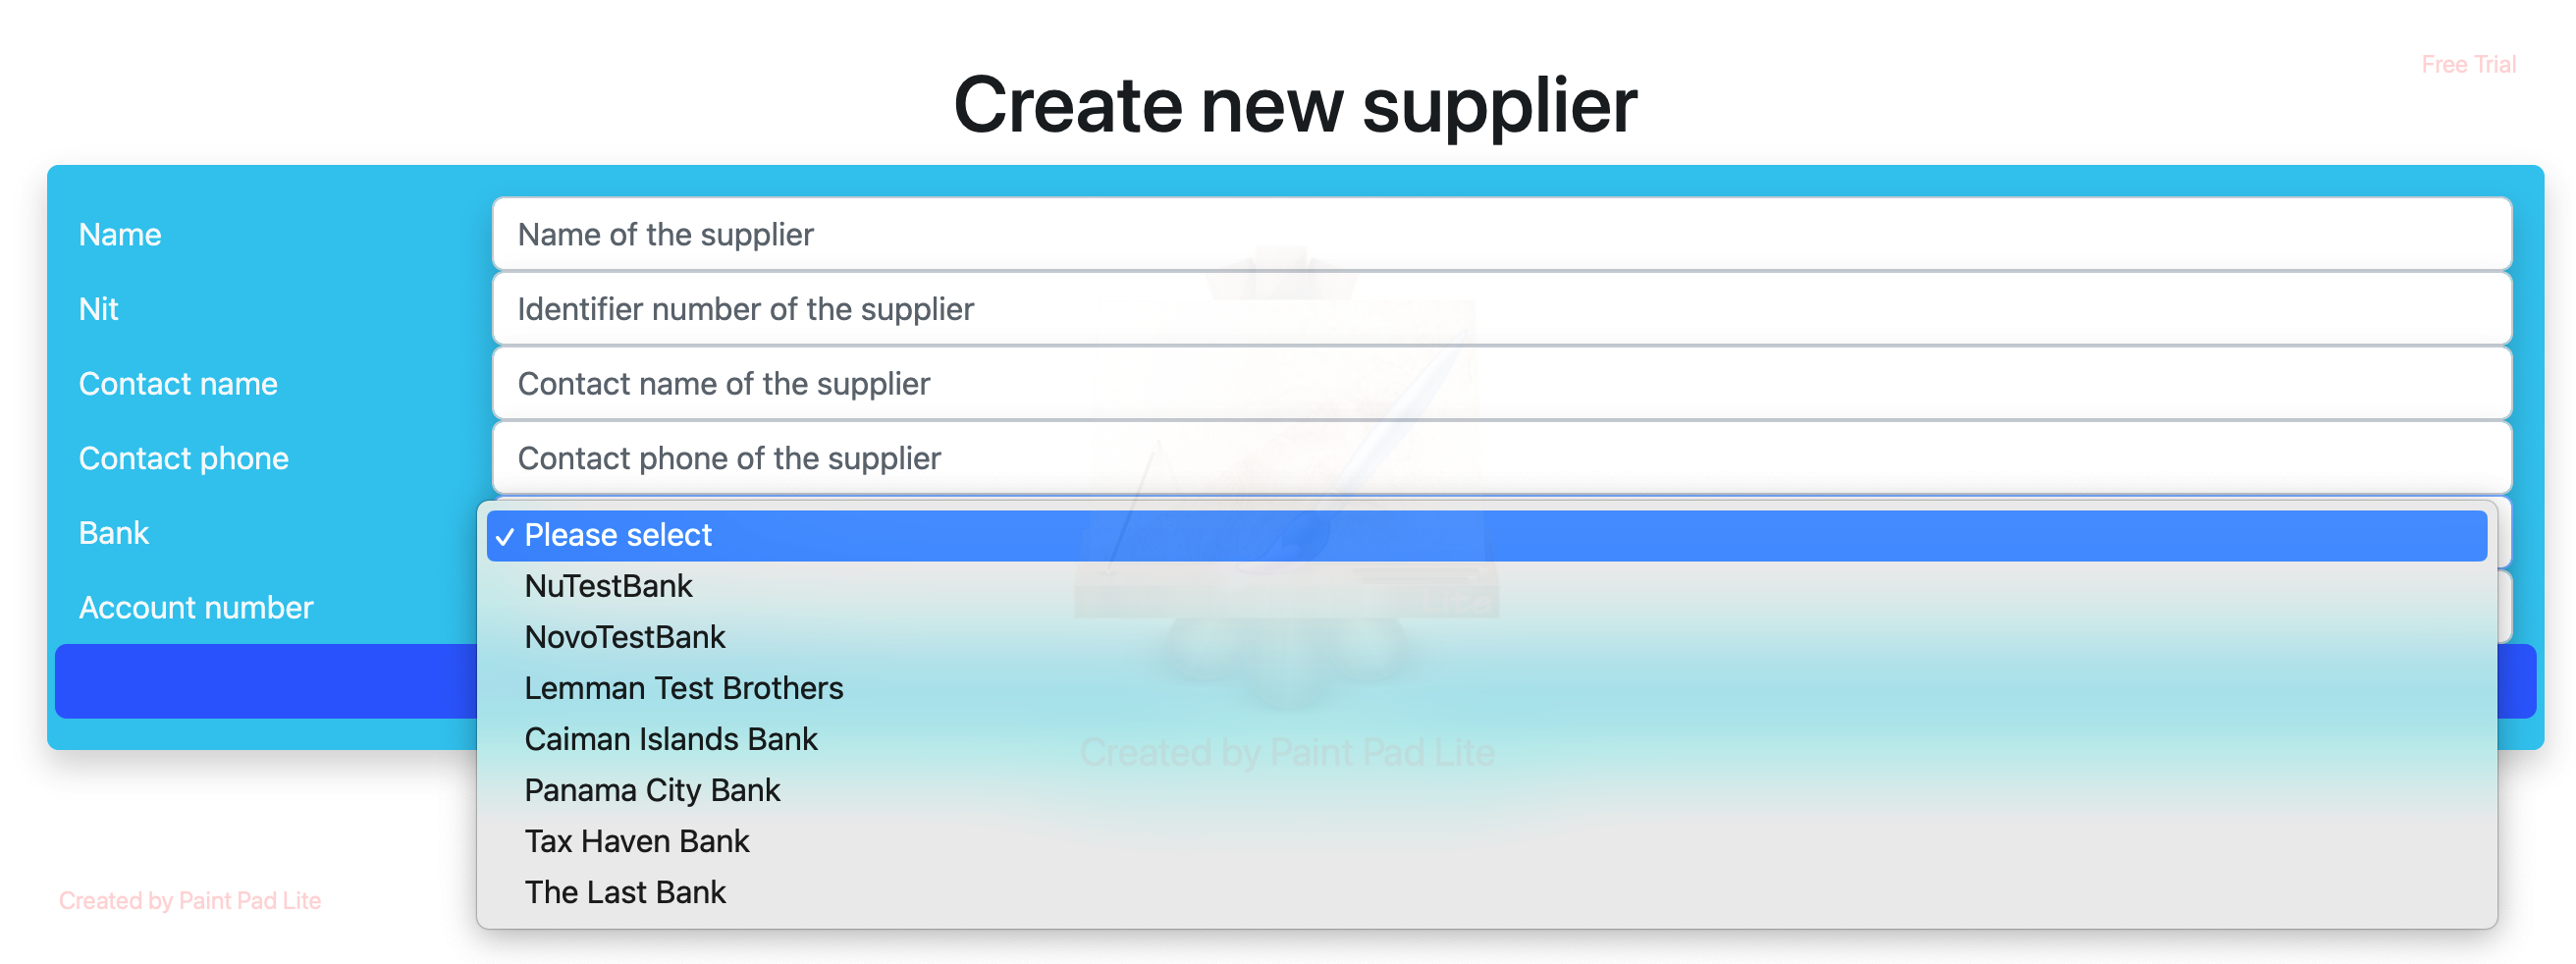 Free Trial
Create new supplier
Name
Name of the supplier
Nit
Identifier number of the supplier
Contact name
Contact name of the supplier
Contact phone
Contact phone of the supplier
Bank
✓ Please select
NuTestBank
Account number
NovoTestBank
Lemman Test Brothers
Caiman Islands Bank
Created by Paint Pad Lite
Panama City Bank
Tax Haven Bank
The Last Bank
Created by Paint Pad Lite